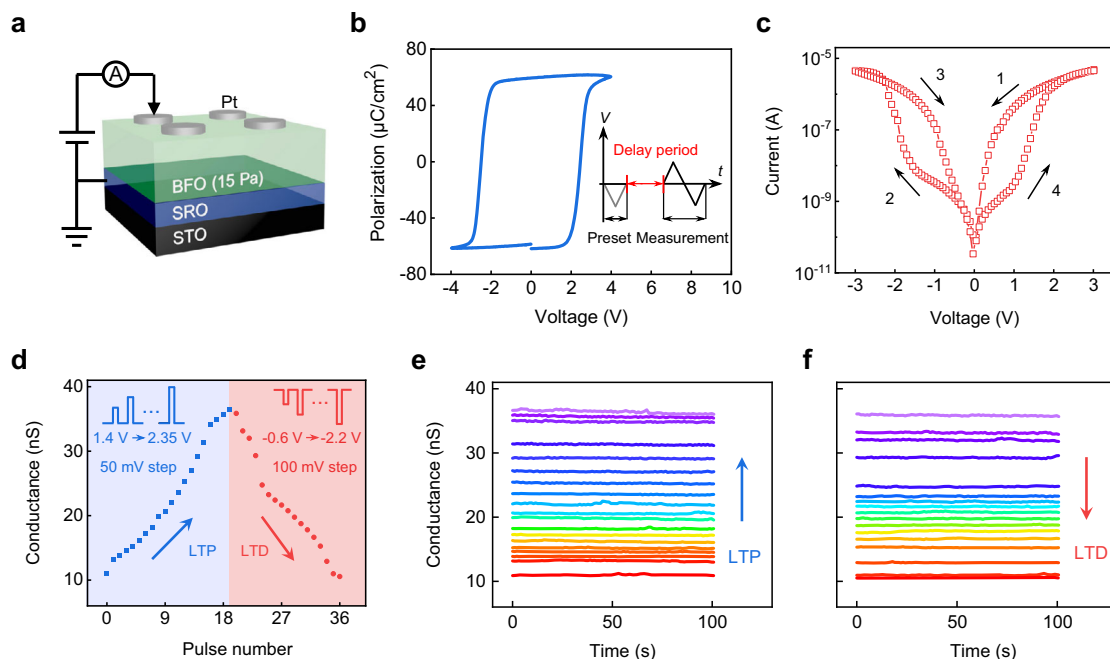 a
A
Pt
BFO (15 Pa)
SRO
STO
b
Polarization (µC/cm²)
80
40
0
-40
-80
-4 -2 0 2 4 6 8 10
Voltage (V)
V
Delay period
t
Preset Measurement
c
Current (A)
10⁻⁵
10⁻⁷
10⁻⁹
10⁻¹¹
3
1
2
4
-3 -2 -1 0 1 2 3
Voltage (V)
d
Conductance (nS)
40
30
20
10
1.4 V→2.35 V
50 mV step
-0.6 V→-2.2 V
100 mV step
LTP
LTD
0 9 18 27 36
Pulse number
e
Conductance (nS)
40
30
20
10
LTP
0 50 100
Time (s)
f
LTD
0 50 100
Time (s)